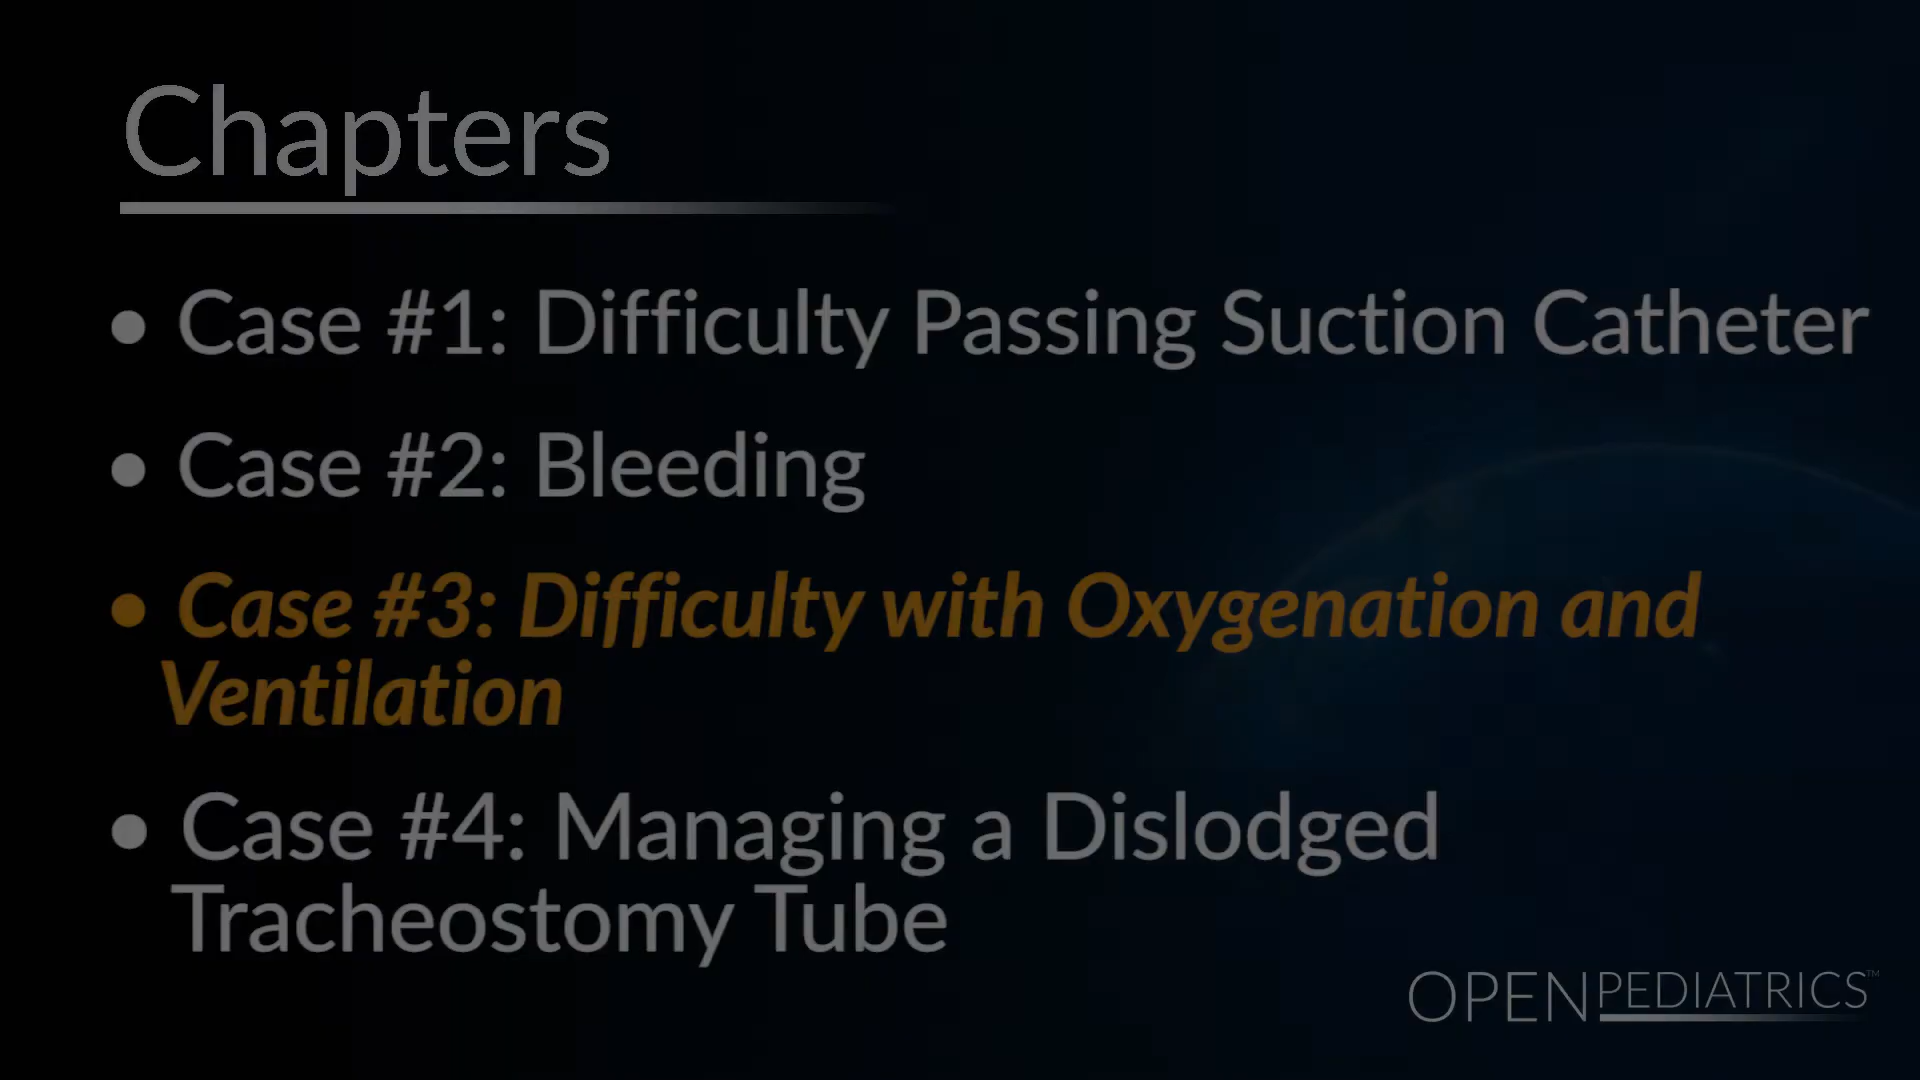 Chapters
• Case #1: Difficulty Passing Suction Catheter
• Case #2: Bleeding
• Case #3: Difficulty with Oxygenation and
Ventilation
• Case #4: Managing a Dislodged
Tracheostomy Tube
OPENPEDIATRICS™